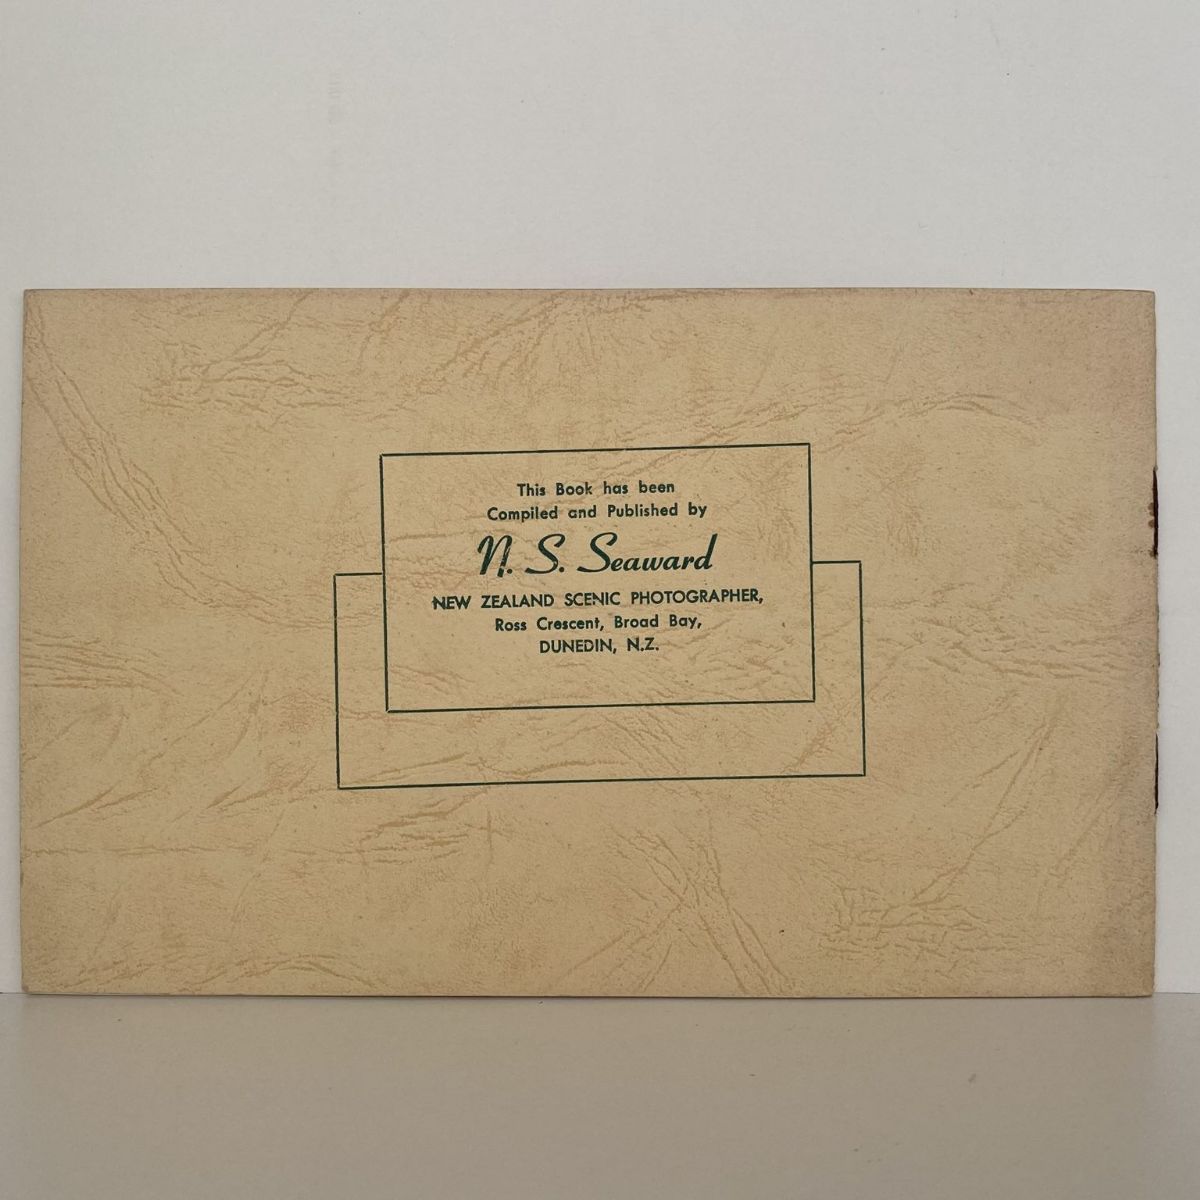 This Book has been
Compiled and Published by
N. S. Seaward
NEW ZEALAND SCENIC PHOTOGRAPHER,
Ross Crescent, Broad Bay,
DUNEDIN, N.Z.